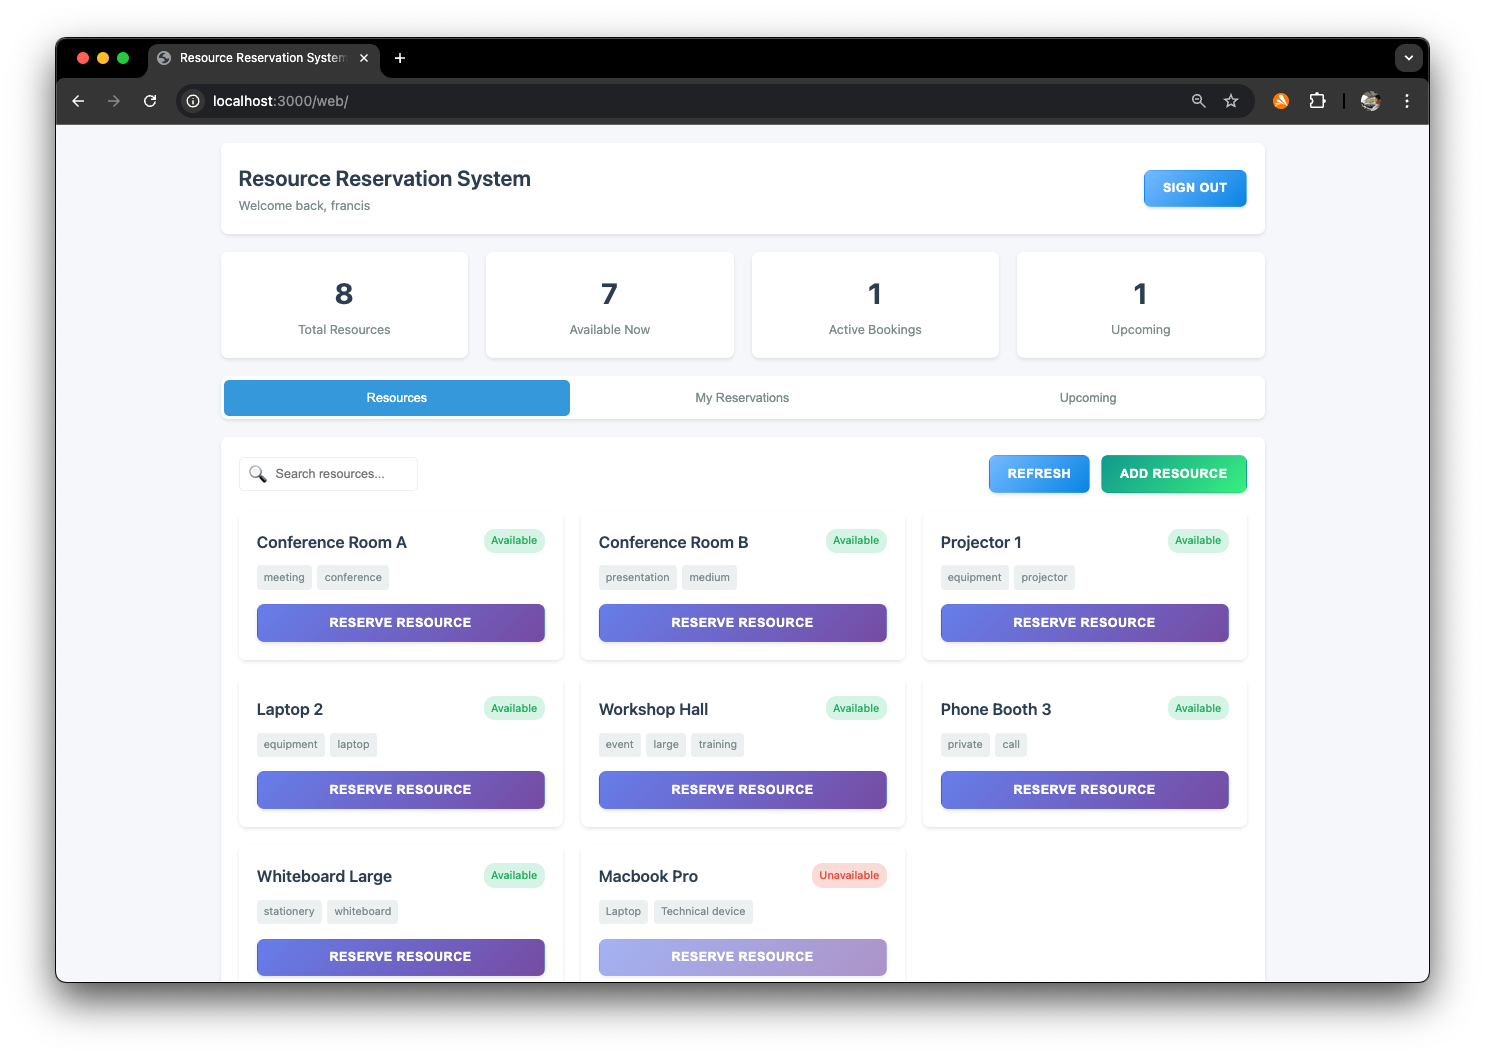 Resource Reservation System
localhost:3000/web/
Resource Reservation System
Welcome back, francis
SIGN OUT
8
Total Resources
7
Available Now
1
Active Bookings
1
Upcoming
Resources
My Reservations
Upcoming
Search resources...
REFRESH
ADD RESOURCE
Conference Room A
Available
meeting
conference
RESERVE RESOURCE
Conference Room B
Available
presentation
medium
RESERVE RESOURCE
Projector 1
Available
equipment
projector
RESERVE RESOURCE
Laptop 2
Available
equipment
laptop
RESERVE RESOURCE
Workshop Hall
Available
event
large
training
RESERVE RESOURCE
Phone Booth 3
Available
private
call
RESERVE RESOURCE
Whiteboard Large
Available
stationery
whiteboard
RESERVE RESOURCE
Macbook Pro
Unavailable
Laptop
Technical device
RESERVE RESOURCE